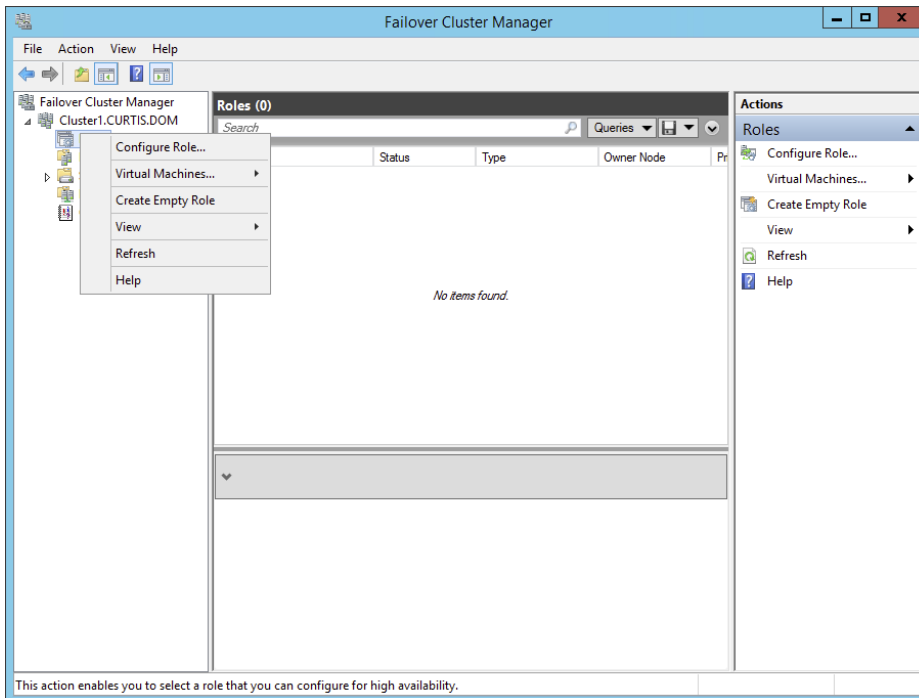 Failover Cluster Manager
File Action View Help
Failover Cluster Manager
Cluster1.CURTIS.DOM
Configure Role...
Virtual Machines...
Create Empty Role
View
Refresh
Help
Roles (0)
Search
Queries
Status Type Owner Node Pr
No items found.
Actions
Roles
Configure Role...
Virtual Machines...
Create Empty Role
View
Refresh
Help
This action enables you to select a role that you can configure for high availability.